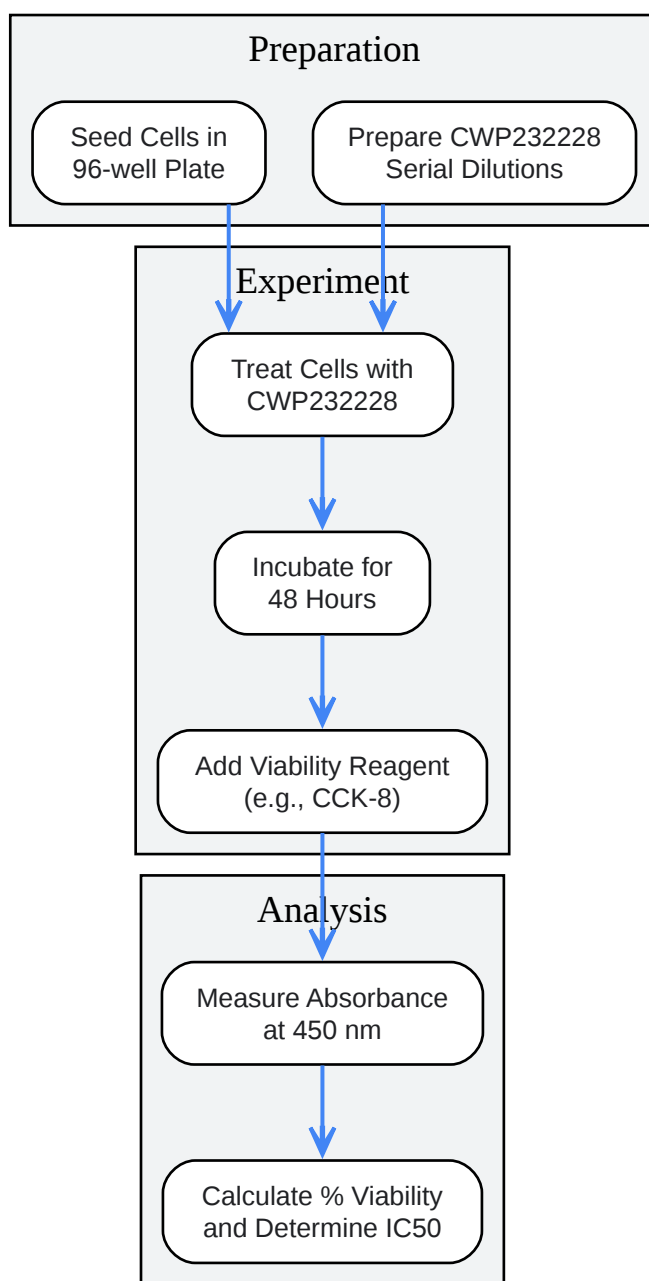 Preparation
Seed Cells in
96-well Plate
Prepare CWP232228
Serial Dilutions
Experiment
Treat Cells with
CWP232228
Incubate for
48 Hours
Add Viability Reagent
(e.g., CCK-8)
Analysis
Measure Absorbance
at 450 nm
Calculate % Viability
and Determine IC50